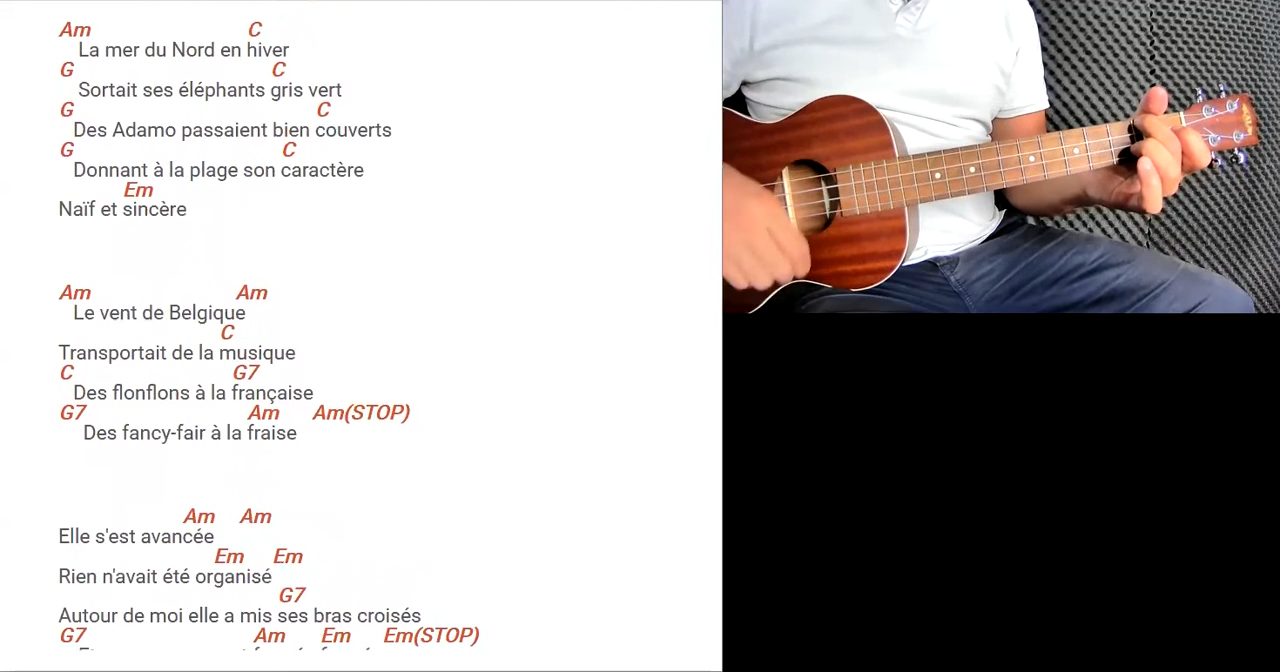 Am C
La mer du Nord en hiver
G C
Sortait ses éléphants gris vert
G C
Des Adamo passaient bien couverts
G C
Donnant à la plage son caractère
Em
Naïf et sincère
Am Am
Le vent de Belgique
C
Transportait de la musique
C G7
Des flonflons à la française
G7 Am Am(STOP)
Des fancy-fair à la fraise
Am Am
Elle s'est avancée
Em Em
Rien n'avait été organisé
G7
Autour de moi elle a mis ses bras croisés
G7 Am Em Em(STOP)